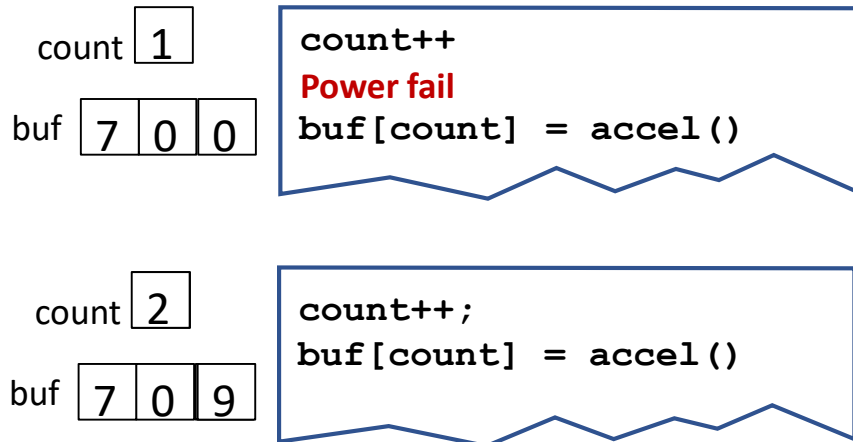 count 1
buf 7 0 0
count++
Power fail
buf[count] = accel()
count 2
buf 7 0 9
count++;
buf[count] = accel()